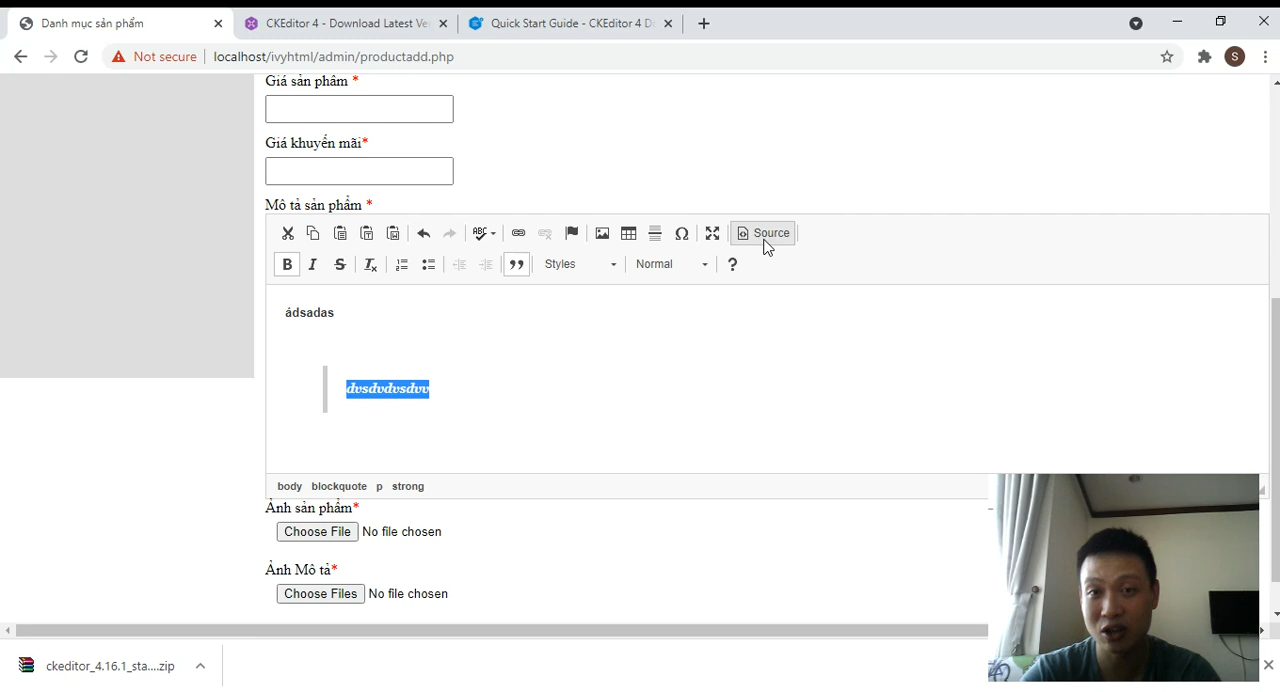 Danh mục sản phẩm
CKEditor 4 - Download Latest Ve
Quick Start Guide - CKEditor 4 D
Not secure
localhost/ivyhtml/admin/productadd.php
S
Giá sản phẩm *
Giá khuyến mãi*
Mô tả sản phẩm *
ABC
Source
B I S Tx
Styles
Normal
?
ádsadas
dvsdvdvsdvv
body blockquote p strong
Ảnh sản phẩm*
Choose File No file chosen
Ảnh Mô tả*
Choose Files No file chosen
ckeditor_4.16.1_sta....zip